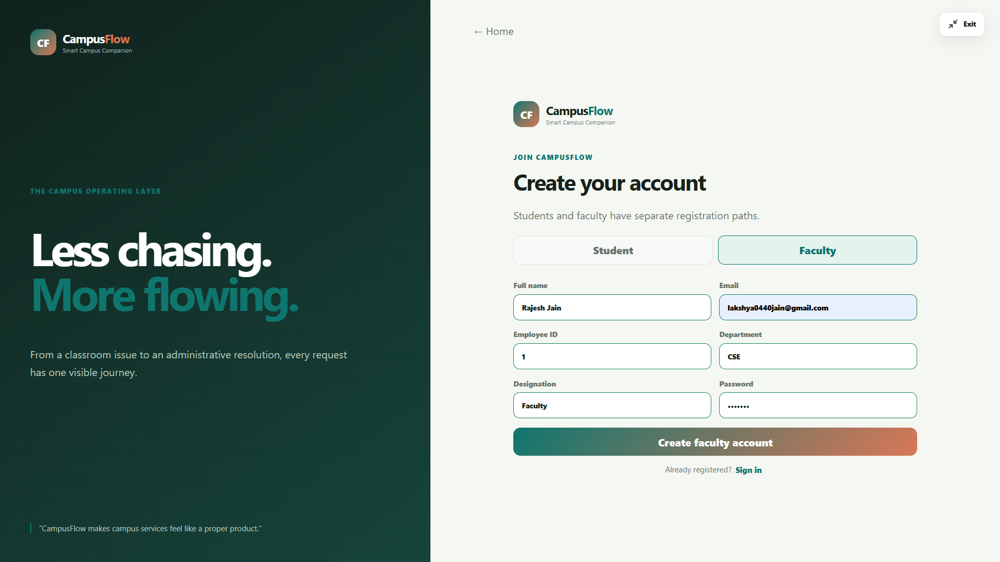 CF
CampusFlow
Smart Campus Companion
THE CAMPUS OPERATING LAYER
Less chasing.
More flowing.
From a classroom issue to an administrative resolution, every request
has one visible journey.
“CampusFlow makes campus services feel like a proper product.”
← Home
Exit
CF
CampusFlow
Smart Campus Companion
JOIN CAMPUSFLOW
Create your account
Students and faculty have separate registration paths.
Student
Faculty
Full name
Email
Rajesh Jain
lakshya0440jain@gmail.com
Employee ID
Department
1
CSE
Designation
Password
Faculty
•••••••
Create faculty account
Already registered? Sign in